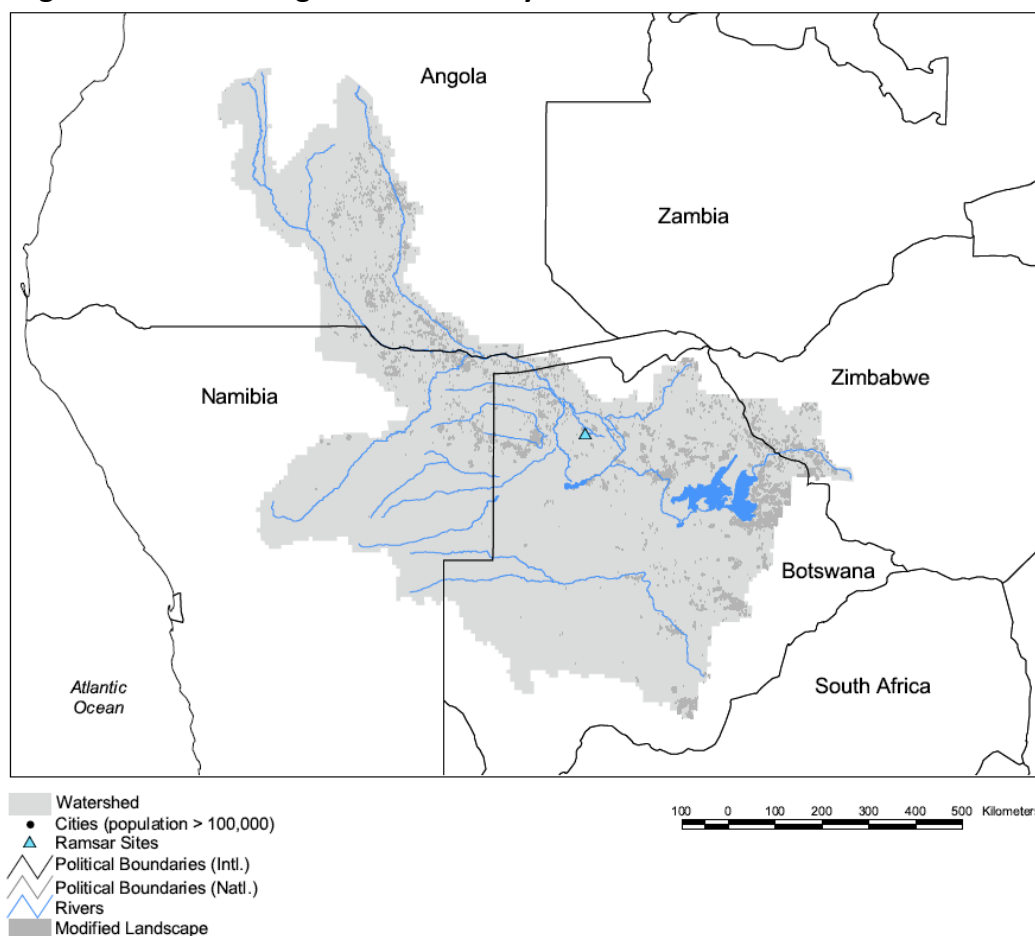 Angola
Zambia
Zimbabwe
Namibia
Botswana
South Africa
Atlantic
Ocean
Watershed
Cities (population > 100,000)
Ramsar Sites
Political Boundaries (Intl.)
Political Boundaries (Natl.)
Rivers
Modified Landscape
100 0 100 200 300 400 500 Kilometers